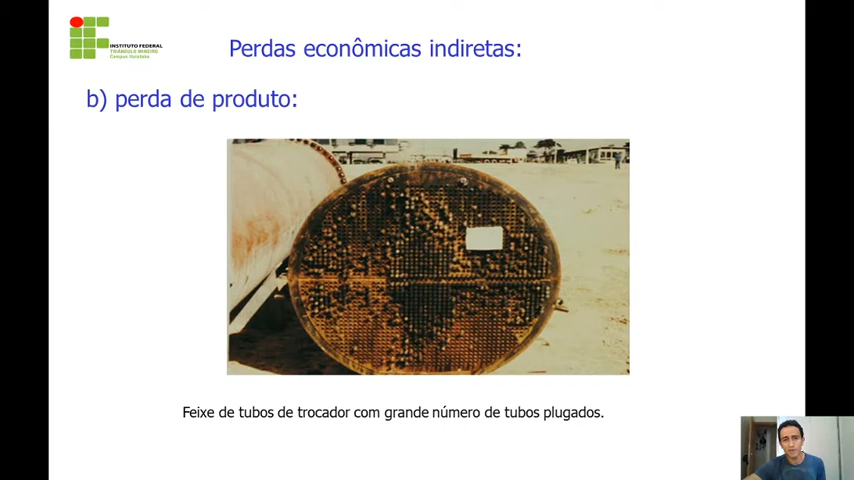 INSTITUTO FEDERAL
TRIÂNGULO MINEIRO
Campus Ituiutaba
Perdas econômicas indiretas:
b) perda de produto:
Feixe de tubos de trocador com grande número de tubos plugados.